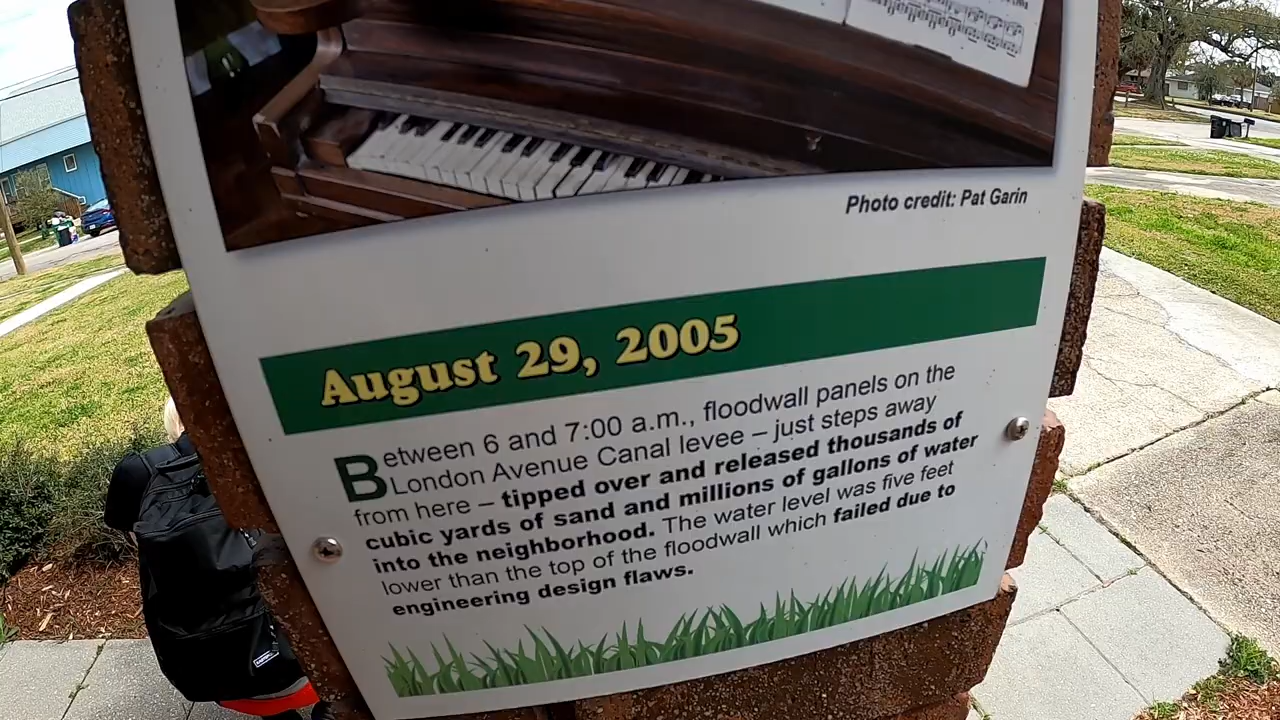 Photo credit: Pat Garin
August 29, 2005
Between 6 and 7:00 a.m., floodwall panels on the
London Avenue Canal levee – just steps away
from here – tipped over and released thousands of
cubic yards of sand and millions of gallons of water
into the neighborhood. The water level was five feet
lower than the top of the floodwall which failed due to
engineering design flaws.